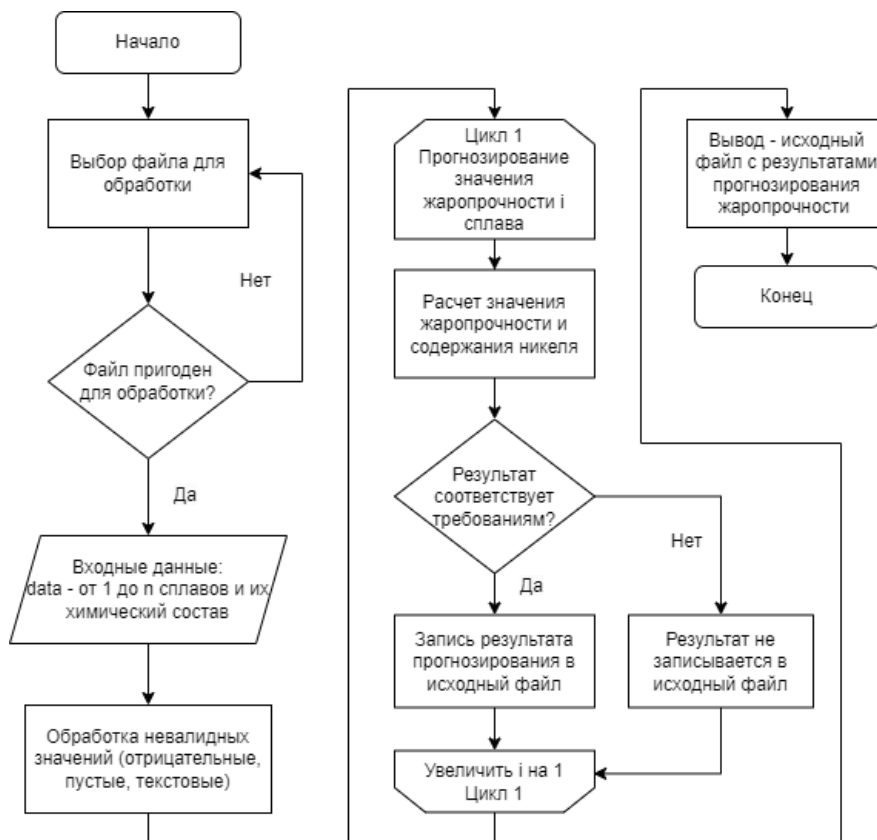 Начало
Выбор файла для
обработки
Нет
Файл пригоден
для обработки?
Да
Входные данные:
data - от 1 до n сплавов и их
химический состав
Обработка невалидных
значений (отрицательные,
пустые, текстовые)
Цикл 1
Прогнозирование
значения
жаропрочности i
сплава
Расчет значения
жаропрочности и
содержания никеля
Результат
соответствует
требованиям?
Нет
Да
Запись результата
прогнозирования в
исходный файл
Результат не
записывается в
исходный файл
Увеличить i на 1
Цикл 1
Вывод - исходный
файл с результатами
прогнозирования
жаропрочности
Конец